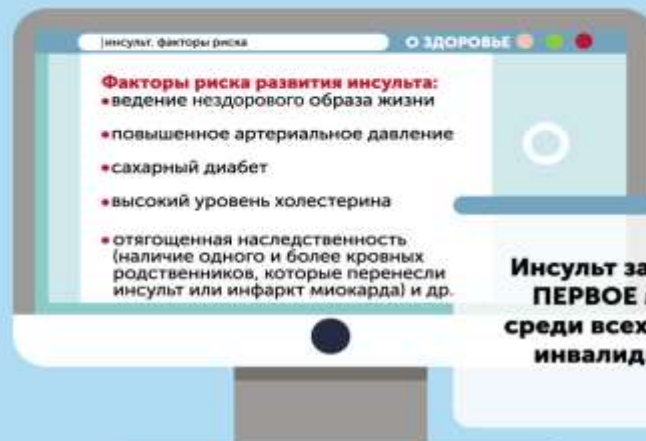 инсульт. факторы риска
О ЗДОРОВЬЕ
Факторы риска развития инсульта:
•ведение нездорового образа жизни
•повышенное артериальное давление
•сахарный диабет
•высокий уровень холестерина
•отягощенная наследственность
(наличие одного и более кровных
родственников, которые перенесли
инсульт или инфаркт миокарда) и др.
Инсульт за
ПЕРВОЕ
среди всех
инвалид